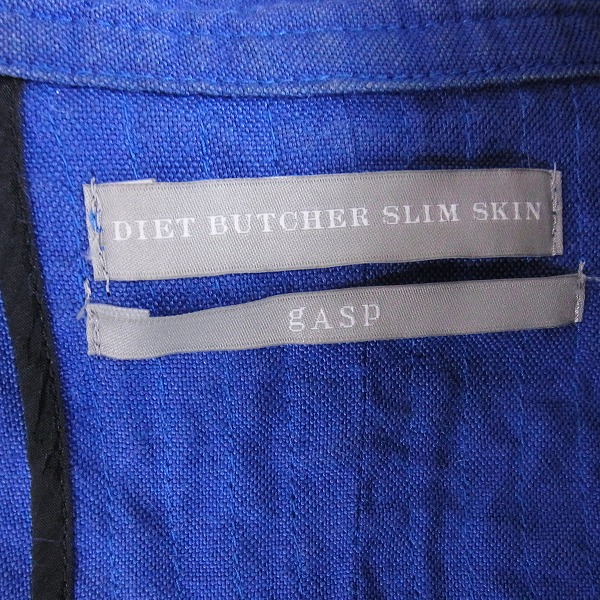 DIET BUTCHER SLIM SKIN
gASp